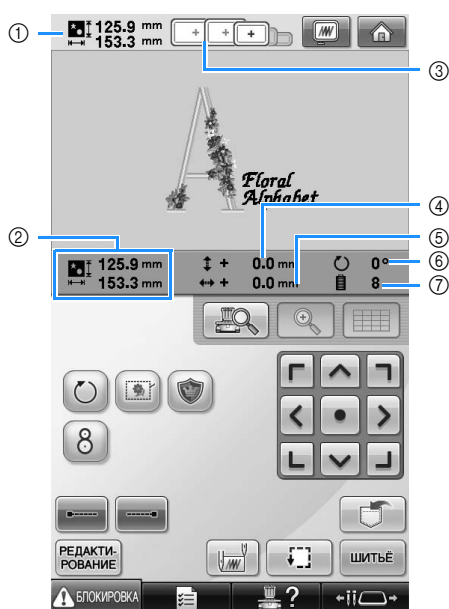 ① 125.9 mm
153.3 mm
③
Floral
Alphabet
② ④ ⑤ ⑥ ⑦
125.9 mm + 0.0 mm 0°
153.3 mm + 0.0 mm 8
8
РЕДАКТИ-
РОВАНИЕ
ШИТЬЁ
БЛОКИРОВКА ?